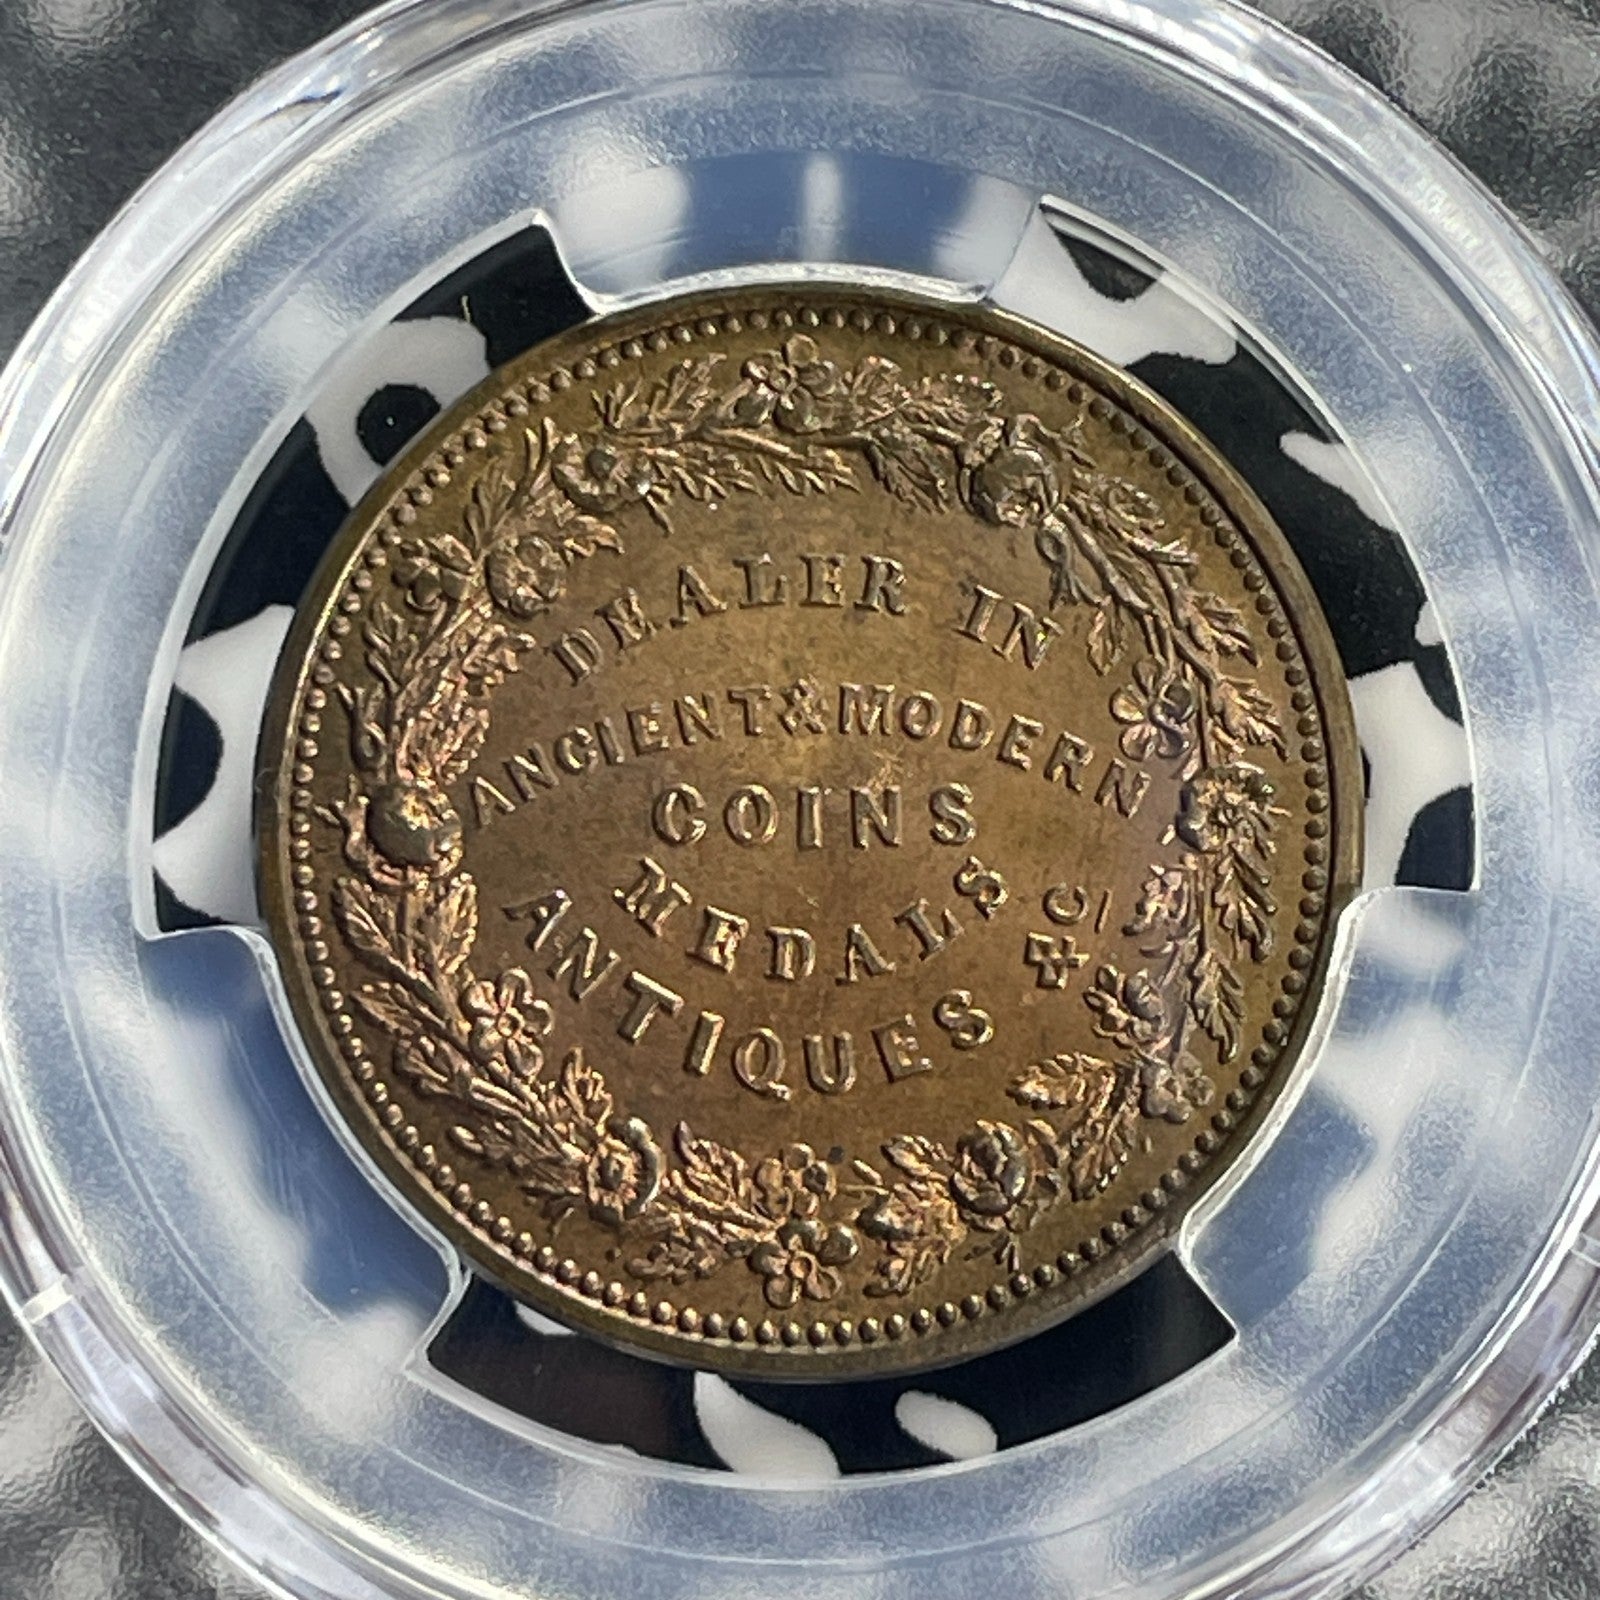 DEALER IN
ANCIENT & MODERN
COINS
MEDALS
ANTIQUES &C